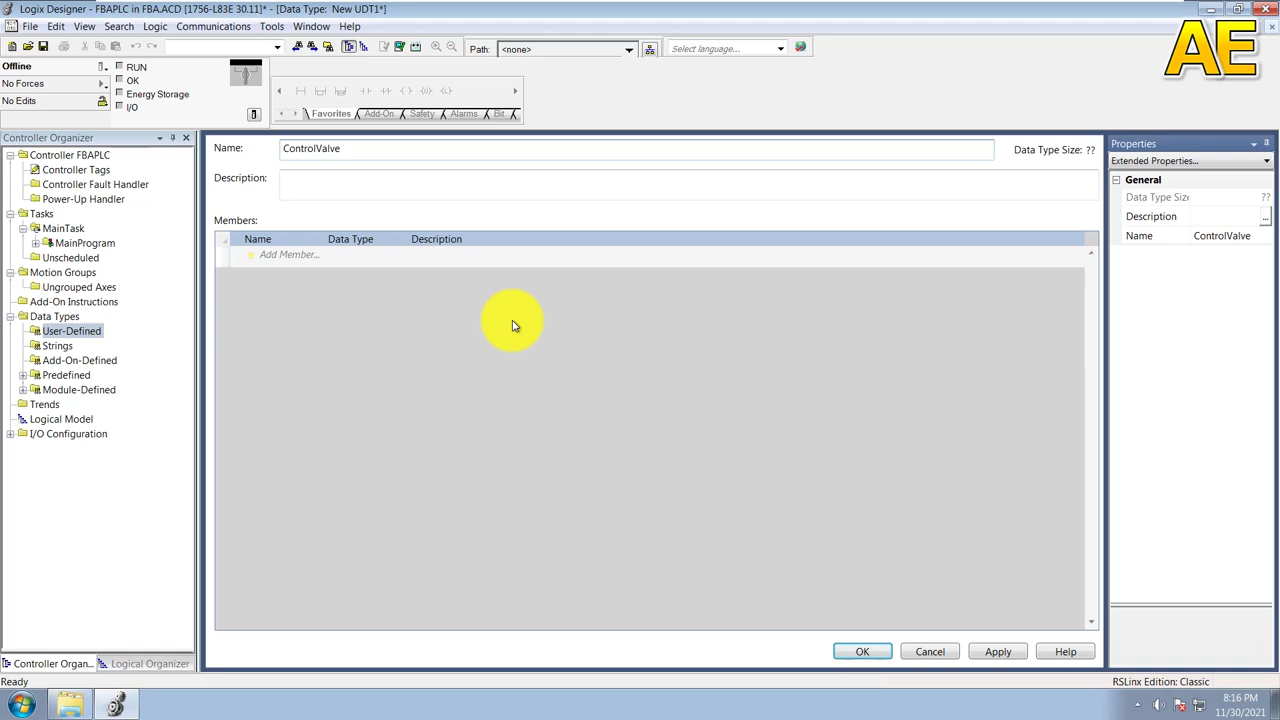 Logix Designer - FBAPLC in FBA.ACD [1756-L83E 30.11]* - [Data Type: New UDT1*]
File Edit View Search Logic Communications Tools Window Help
Path: <none>
Select language...
AE
Offline
No Forces
No Edits
RUN
OK
Energy Storage
I/O
Favorites Add-On Safety Alarms Bit
Controller Organizer
Controller FBAPLC
Controller Tags
Controller Fault Handler
Power-Up Handler
Tasks
MainTask
MainProgram
Unscheduled
Motion Groups
Ungrouped Axes
Add-On Instructions
Data Types
User-Defined
Strings
Add-On-Defined
Predefined
Module-Defined
Trends
Logical Model
I/O Configuration
Controller Organ... Logical Organizer
Name: ControlValve
Data Type Size: ??
Description:
Members:
Name Data Type Description
Add Member...
OK Cancel Apply Help
Properties
Extended Properties...
General
Data Type Size ??
Description ...
Name ControlValve
Ready
RSLinx Edition: Classic
8:16 PM
11/30/2021